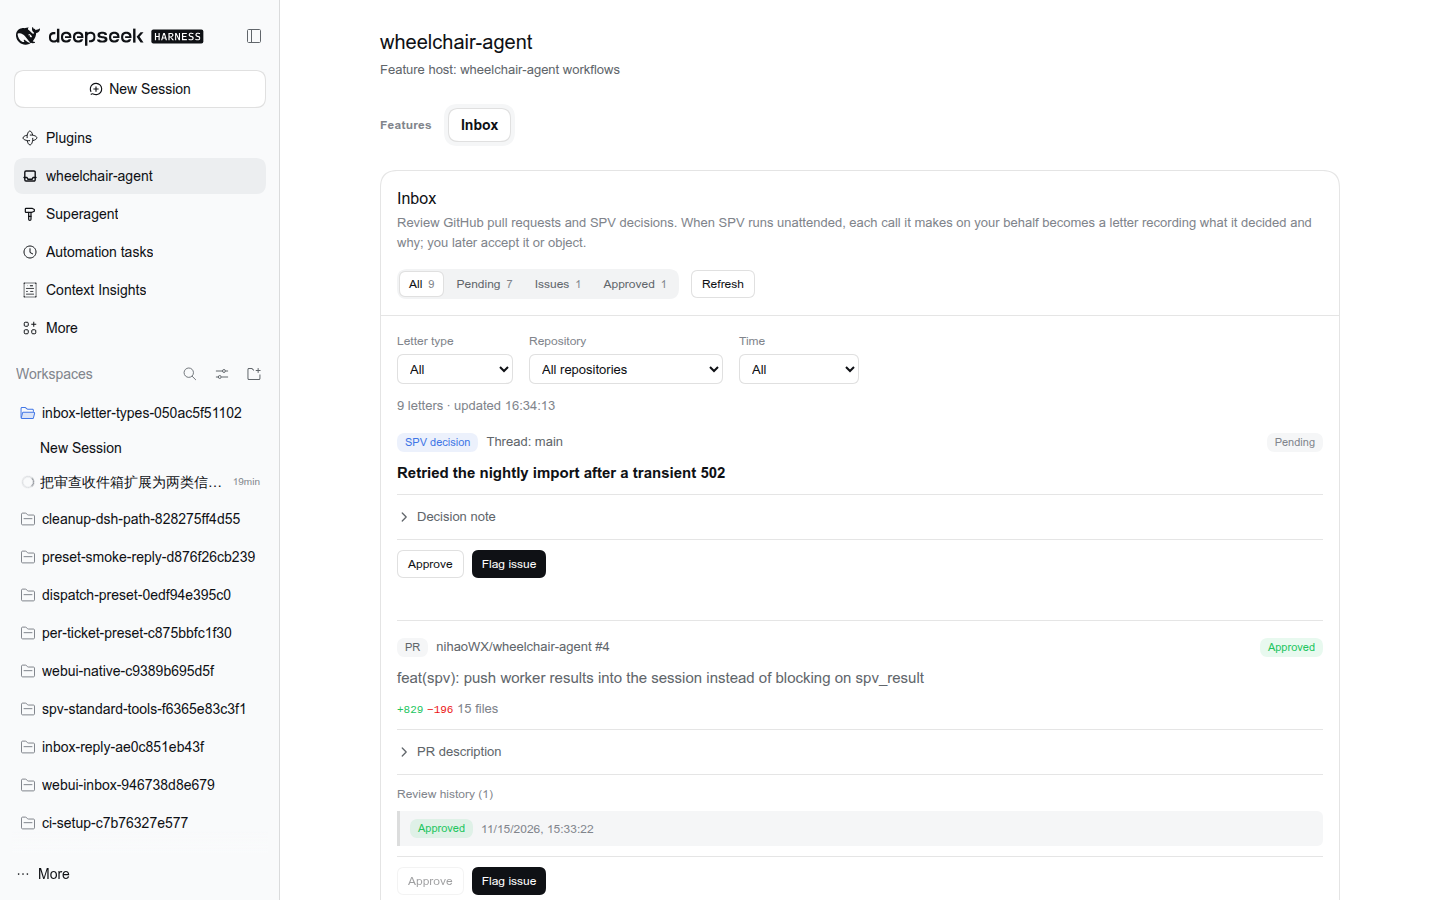 deepseek HARNESS
New Session
Plugins
wheelchair-agent
Superagent
Automation tasks
Context Insights
More
Workspaces
inbox-letter-types-050ac5f51102
New Session
把审查收件箱扩展为两类信… 19min
cleanup-dsh-path-828275ff4d55
preset-smoke-reply-d876f26cb239
dispatch-preset-0edf94e395c0
per-ticket-preset-c875bbfc1f30
webui-native-c9389b695d5f
spv-standard-tools-f6365e83c3f1
inbox-reply-ae0c851eb43f
webui-inbox-946738d8e679
ci-setup-c7b76327e577
More
wheelchair-agent
Feature host: wheelchair-agent workflows
Features Inbox
Inbox
Review GitHub pull requests and SPV decisions. When SPV runs unattended, each call it makes on your behalf becomes a letter recording what it decided and
why; you later accept it or object.
All 9 Pending 7 Issues 1 Approved 1 Refresh
Letter type Repository Time
All All repositories All
9 letters · updated 16:34:13
SPV decision Thread: main Pending
Retried the nightly import after a transient 502
Decision note
Approve Flag issue
PR nihaoWX/wheelchair-agent #4 Approved
feat(spv): push worker results into the session instead of blocking on spv_result
+829 −196 15 files
PR description
Review history (1)
Approved 11/15/2026, 15:33:22
Approve Flag issue